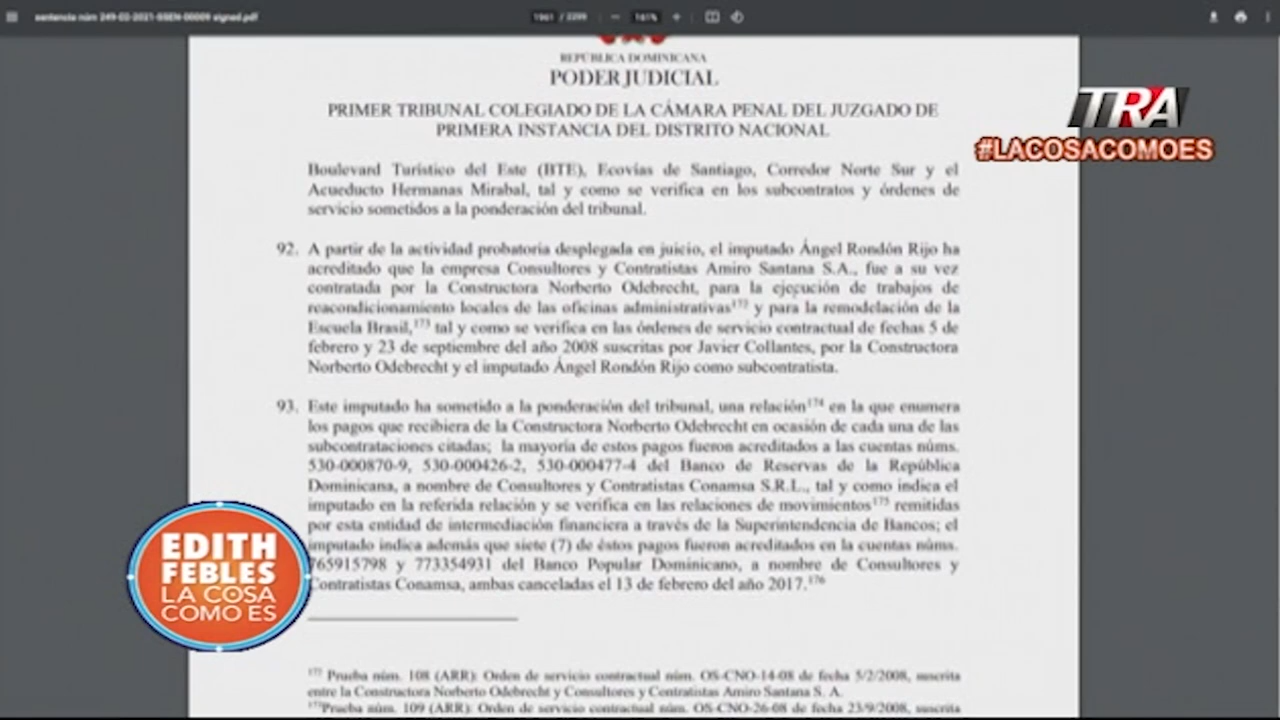 sentencia núm 249-02-2021-SSEN-00009 signed.pdf
/ 2299
161%
REPÚBLICA DOMINICANA
PODER JUDICIAL
PRIMER TRIBUNAL COLEGIADO DE LA CÁMARA PENAL DEL JUZGADO DE
PRIMERA INSTANCIA DEL DISTRITO NACIONAL
TRA
#LACOSACOMOES
Boulevard Turístico del Este (BTE), Ecovías de Santiago, Corredor Norte Sur y el
Acueducto Hermanas Mirabal, tal y como se verifica en los subcontratos y órdenes de
servicio sometidos a la ponderación del tribunal.
92. A partir de la actividad probatoria desplegada en juicio, el imputado Ángel Rondón Rijo ha
acreditado que la empresa Consultores y Contratistas Amiro Santana S.A., fue a su vez
contratada por la Constructora Norberto Odebrecht, para la ejecución de trabajos de
reacondicionamiento locales de las oficinas administrativas¹⁷² y para la remodelación de la
Escuela Brasil,¹⁷³ tal y como se verifica en las órdenes de servicio contractual de fechas 5 de
febrero y 23 de septiembre del año 2008 suscritas por Javier Collantes, por la Constructora
Norberto Odebrecht y el imputado Ángel Rondón Rijo como subcontratista.
93. Este imputado ha sometido a la ponderación del tribunal, una relación¹⁷⁴ en la que enumera
los pagos que recibiera de la Constructora Norberto Odebrecht en ocasión de cada una de las
subcontrataciones citadas; la mayoría de estos pagos fueron acreditados a las cuentas núms.
530-000870-9, 530-000426-2, 530-000477-4 del Banco de Reservas de la República
Dominicana, a nombre de Consultores y Contratistas Conamsa S.R.L., tal y como indica el
imputado en la referida relación y se verifica en las relaciones de movimientos¹⁷⁵ remitidas
por esta entidad de intermediación financiera a través de la Superintendencia de Bancos; el
imputado indica además que siete (7) de éstos pagos fueron acreditados en la cuentas núms.
765915798 y 773354931 del Banco Popular Dominicano, a nombre de Consultores y
Contratistas Conamsa, ambas canceladas el 13 de febrero del año 2017.¹⁷⁶
EDITH
FEBLES
LA COSA
COMO ES
¹⁷² Prueba núm. 108 (ARR): Orden de servicio contractual núm. OS-CNO-14-08 de fecha 5/2/2008, suscrita
entre la Constructora Norberto Odebrecht y Consultores y Contratistas Amiro Santana S. A.
¹⁷³Prueba núm. 109 (ARR): Orden de servicio contractual núm. OS-CNO-26-08 de fecha 23/9/2008, suscrita